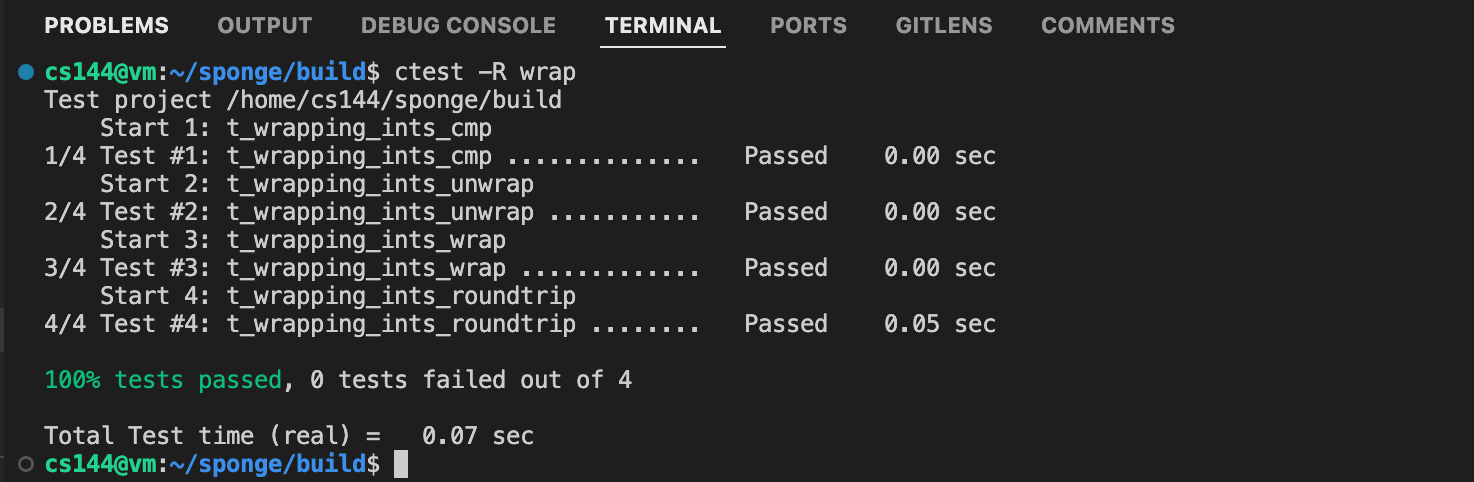 PROBLEMS OUTPUT DEBUG CONSOLE TERMINAL PORTS GITLENS COMMENTS
cs144@vm:~/sponge/build$ ctest -R wrap
Test project /home/cs144/sponge/build
    Start 1: t_wrapping_ints_cmp
1/4 Test #1: t_wrapping_ints_cmp ..............   Passed    0.00 sec
    Start 2: t_wrapping_ints_unwrap
2/4 Test #2: t_wrapping_ints_unwrap ...........   Passed    0.00 sec
    Start 3: t_wrapping_ints_wrap
3/4 Test #3: t_wrapping_ints_wrap .............   Passed    0.00 sec
    Start 4: t_wrapping_ints_roundtrip
4/4 Test #4: t_wrapping_ints_roundtrip ........   Passed    0.05 sec

100% tests passed, 0 tests failed out of 4

Total Test time (real) =   0.07 sec
cs144@vm:~/sponge/build$